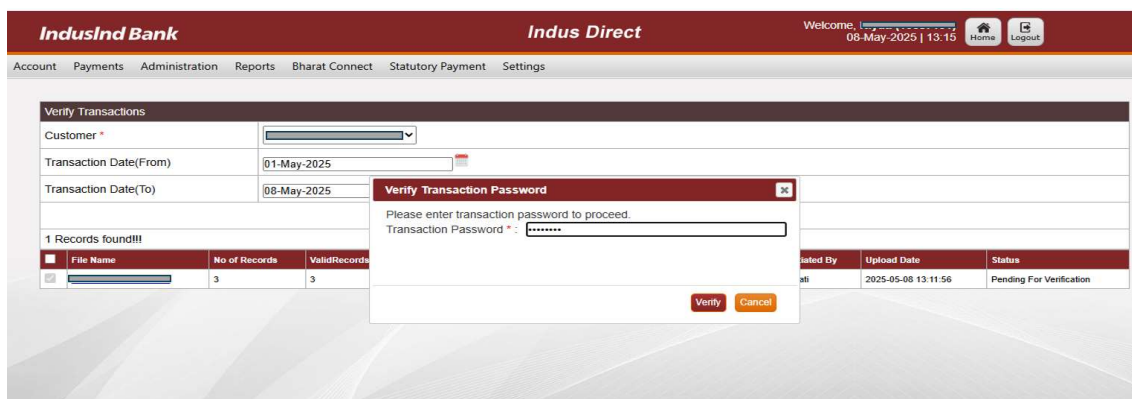 IndusInd Bank
Indus Direct
Welcome,
08-May-2025 | 13:15
Home
Logout
Account Payments Administration Reports Bharat Connect Statutory Payment Settings
Verify Transactions
Customer *
Transaction Date(From) 01-May-2025
Transaction Date(To) 08-May-2025
Verify Transaction Password
Please enter transaction password to proceed.
Transaction Password * : ••••••••
Verify Cancel
1 Records found!!!
File Name No of Records ValidRecords By Upload Date Status
3 3 2025-05-08 13:11:56 Pending For Verification